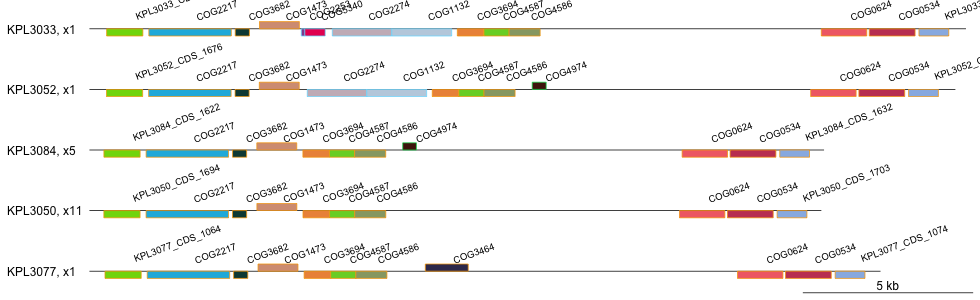 KPL3033, x1 COG2217 COG3682 COG1473 COG5340 COG2274 COG1132 COG3694 COG4587 COG4586 COG0624 COG0534
KPL3052, x1 KPL3052_CDS_1676 COG2217 COG3682 COG1473 COG2274 COG1132 COG3694 COG4587 COG4586 COG4974 COG0624 COG0534
KPL3084, x5 KPL3084_CDS_1622 COG2217 COG3682 COG1473 COG3694 COG4587 COG4586 COG4974 COG0624 COG0534 KPL3084_CDS_1632
KPL3050, x11 KPL3050_CDS_1694 COG2217 COG3682 COG1473 COG3694 COG4587 COG4586 COG0624 COG0534 KPL3050_CDS_1703
KPL3077, x1 KPL3077_CDS_1064 COG2217 COG3682 COG1473 COG3694 COG4587 COG4586 COG3464 COG0624 COG0534 KPL3077_CDS_1074
5 kb